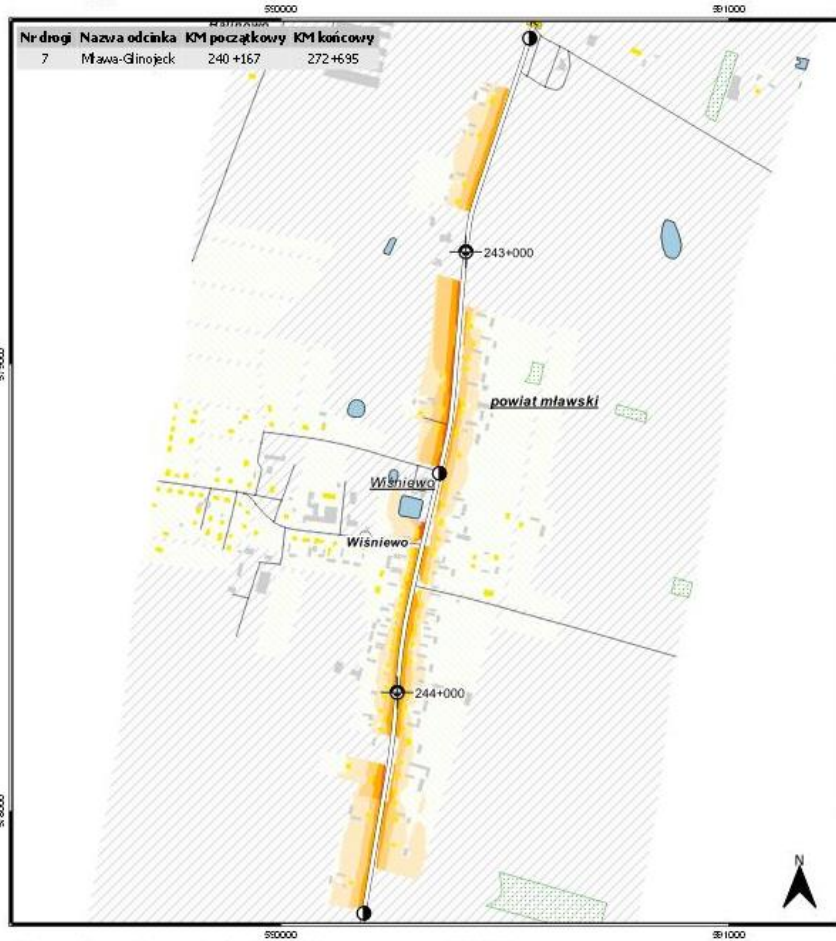 590000
591000
Nr drogi Nazwa odcinka KM początkowy KM końcowy
7 Mława-Glinojeck 240 +167 272 +695
243+000
powiat mławski
Wiśniewo
Wiśniewo
244+000
N
590000
591000